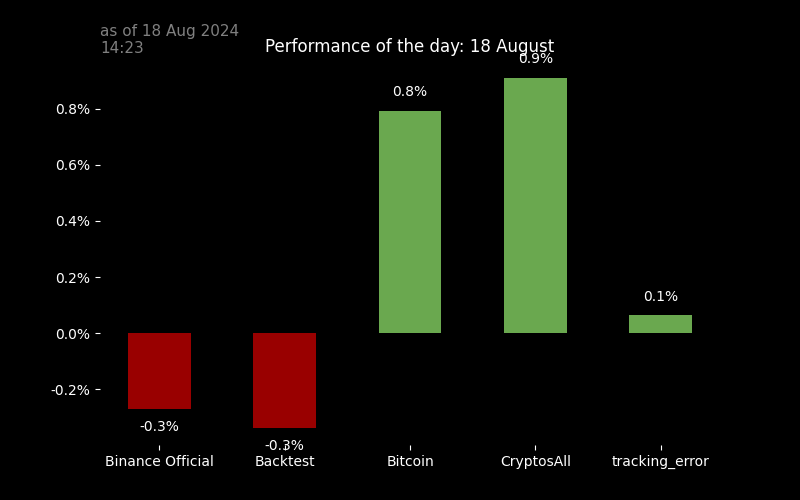 as of 18 Aug 2024
14:23
Performance of the day: 18 August
0.9%
0.8%
0.8%
0.6%
0.4%
0.2%
0.1%
0.0%
-0.2%
-0.3%
-0.3%
Binance Official
Backtest
Bitcoin
CryptosAll
tracking_error